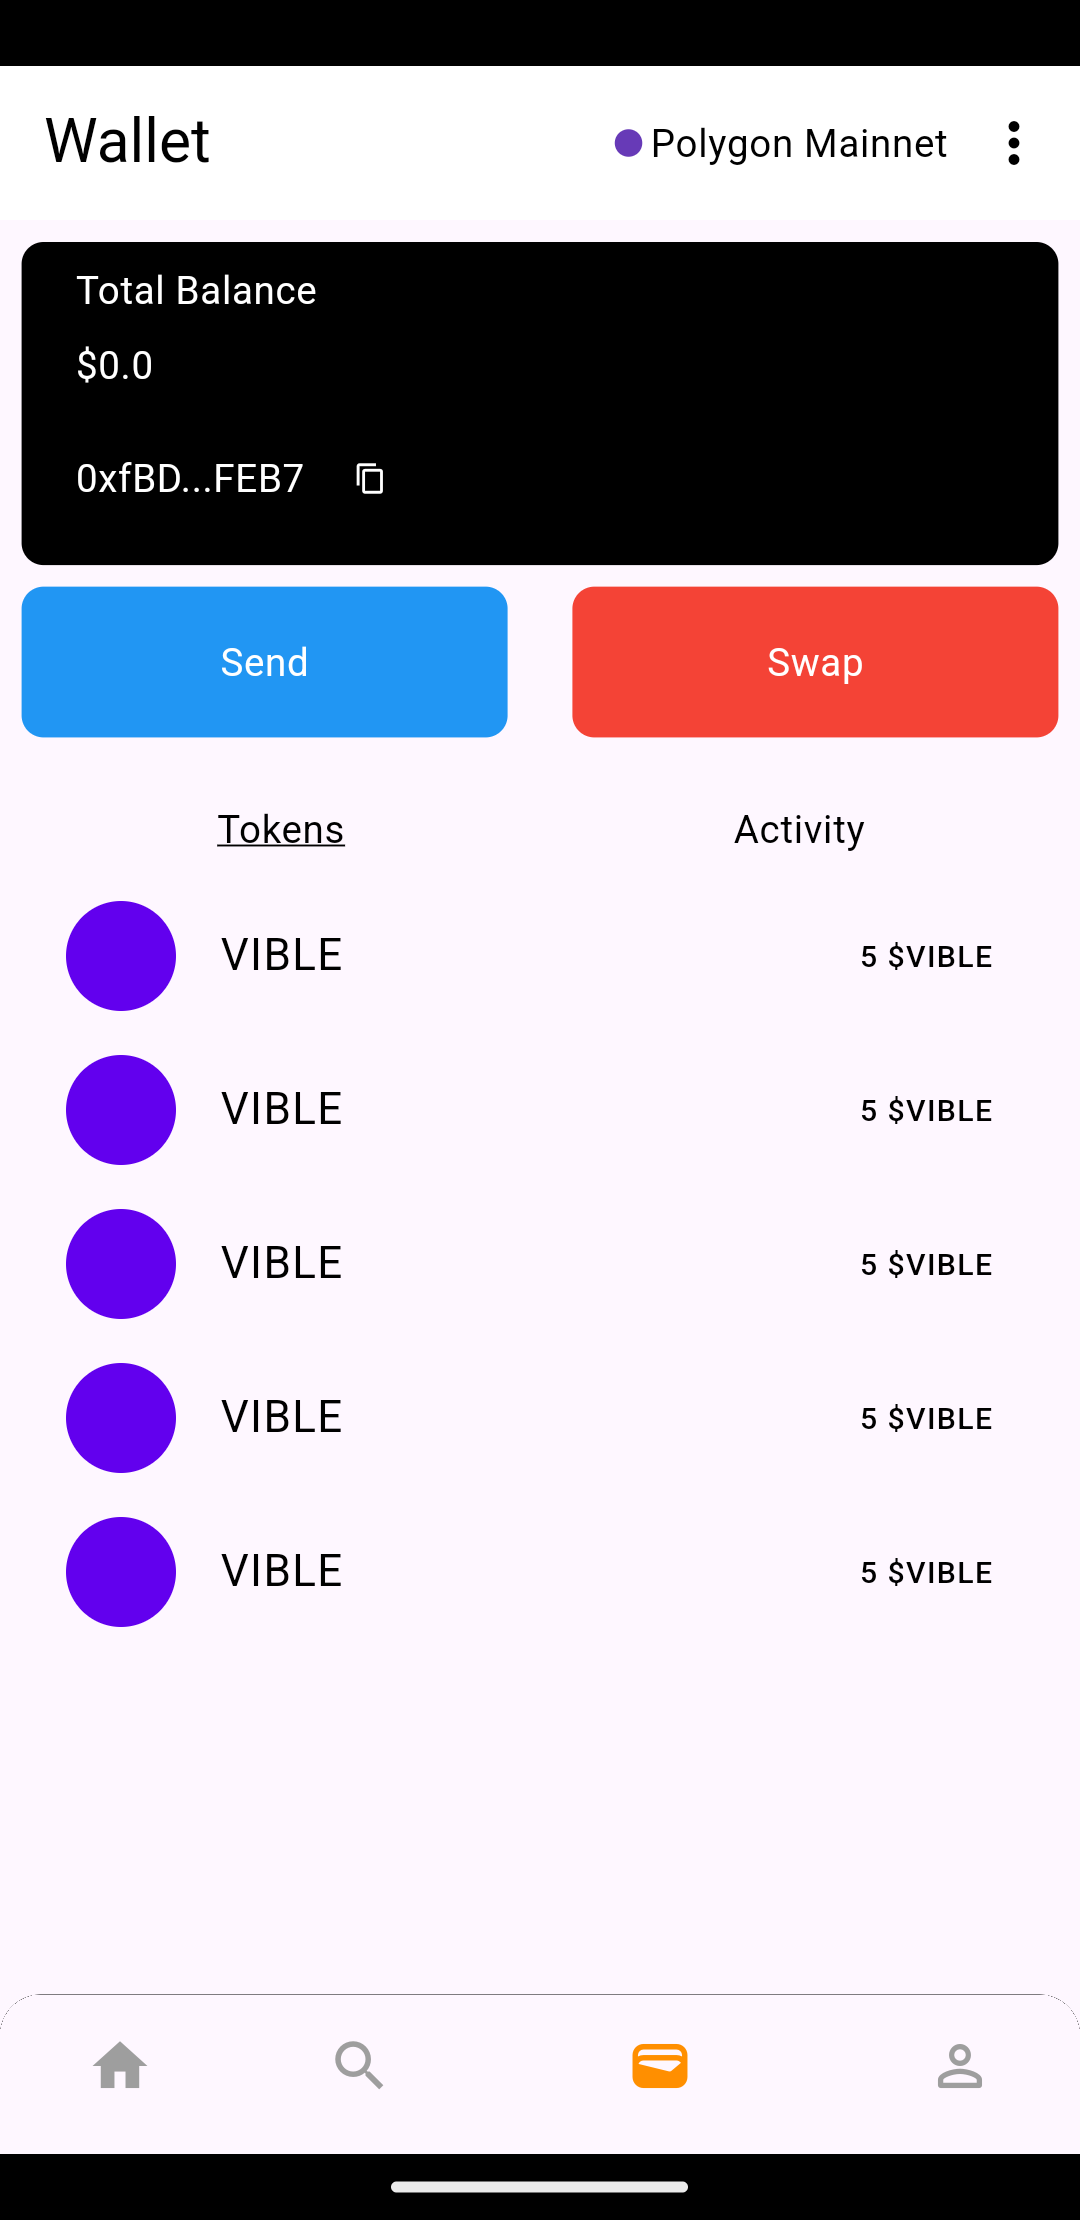 Wallet
Polygon Mainnet
Total Balance
$0.0
0xfBD...FEB7
Send
Swap
Tokens
Activity
VIBLE
5 $VIBLE
VIBLE
5 $VIBLE
VIBLE
5 $VIBLE
VIBLE
5 $VIBLE
VIBLE
5 $VIBLE